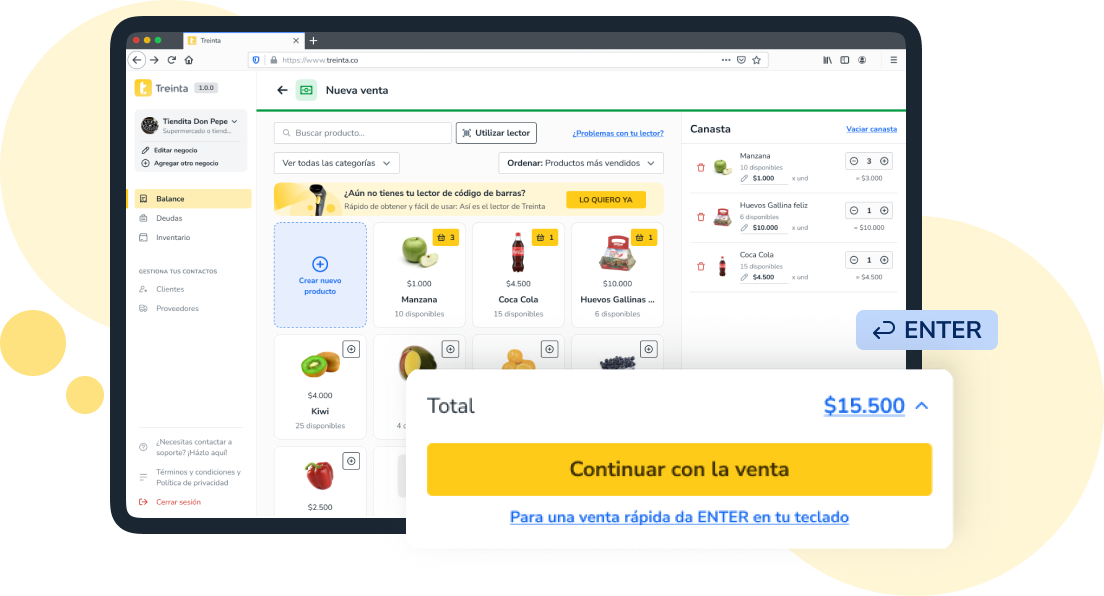 Treinta
https://www.treinta.co
Treinta 1.0.0
Tiendita Don Pepe
Supermercado o tiend...
Editar negocio
Agregar otro negocio
Balance
Deudas
Inventario
GESTIONA TUS CONTACTOS
Clientes
Proveedores
¿Necesitas contactar a
soporte? ¡Házlo aquí!
Términos y condiciones y
Política de privacidad
Cerrar sesión
Nueva venta
Buscar producto...
Utilizar lector
¿Problemas con tu lector?
Ver todas las categorías
Ordenar: Productos más vendidos
¿Aún no tienes tu lector de código de barras?
Rápido de obtener y fácil de usar: Así es el lector de Treinta
LO QUIERO YA
Crear nuevo
producto
3
$1.000
Manzana
10 disponibles
1
$4.500
Coca Cola
15 disponibles
1
$10.000
Huevos Gallinas ...
6 disponibles
$4.000
Kiwi
25 disponibles
4
$2.500
Canasta
Vaciar canasta
Manzana
10 disponibles
$1.000 x und
3
= $3.000
Huevos Gallina feliz
6 disponibles
$10.000 x und
1
= $10.000
Coca Cola
15 disponibles
$4.500 x und
1
= $4.500
ENTER
Total
$15.500
Continuar con la venta
Para una venta rápida da ENTER en tu teclado